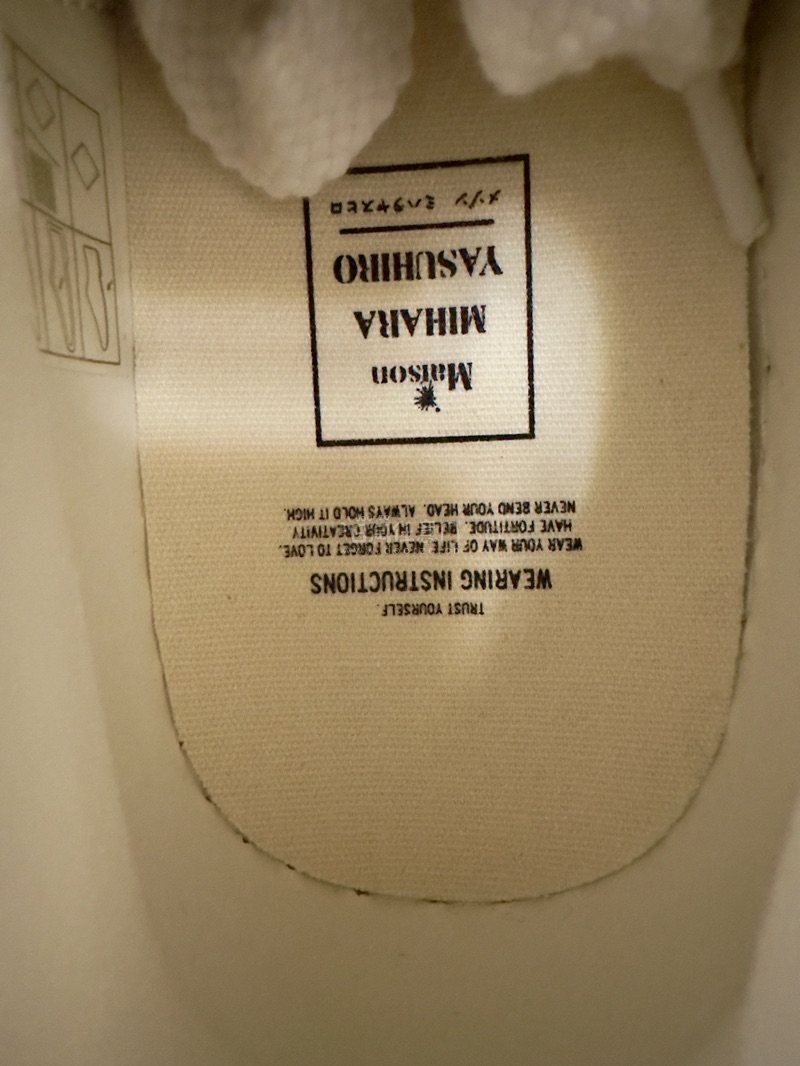 TRUST YOURSELF.
WEARING INSTRUCTIONS
WEAR YOUR WAY OF LIFE. NEVER FORGET TO LOVE.
HAVE FORTITUDE. BELIEF IN YOUR CREATIVITY.
NEVER BEND YOUR HEAD. ALWAYS HOLD IT HIGH.
Maison
MIHARA
YASUHIRO
メゾン ミハラヤスヒロ